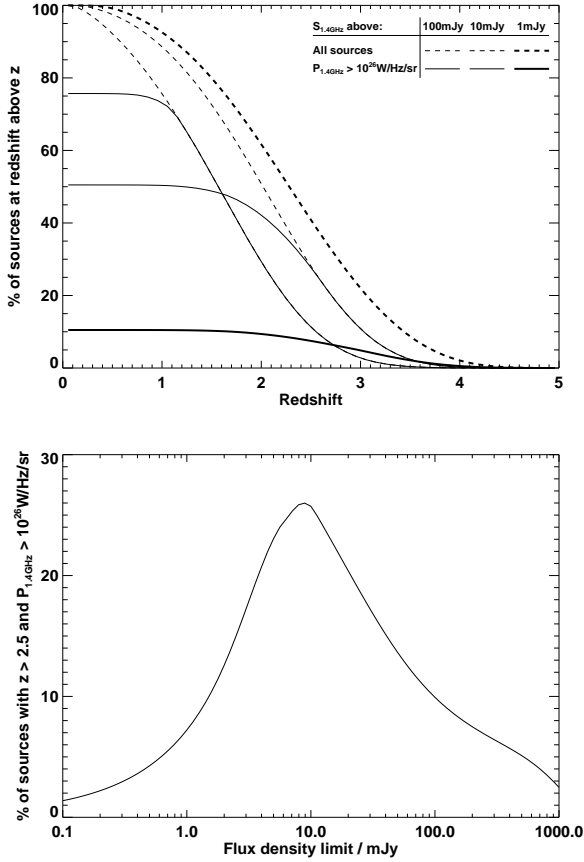 S1.4GHz above: 100mJy 10mJy 1mJy
All sources
P1.4GHz > 10^26W/Hz/sr
% of sources at redshift above z
100
80
60
40
20
0
0 1 2 3 4 5
Redshift
% of sources with z > 2.5 and P1.4GHz > 10^26W/Hz/sr
30
20
10
0
0.1 1.0 10.0 100.0 1000.0
Flux density limit / mJy